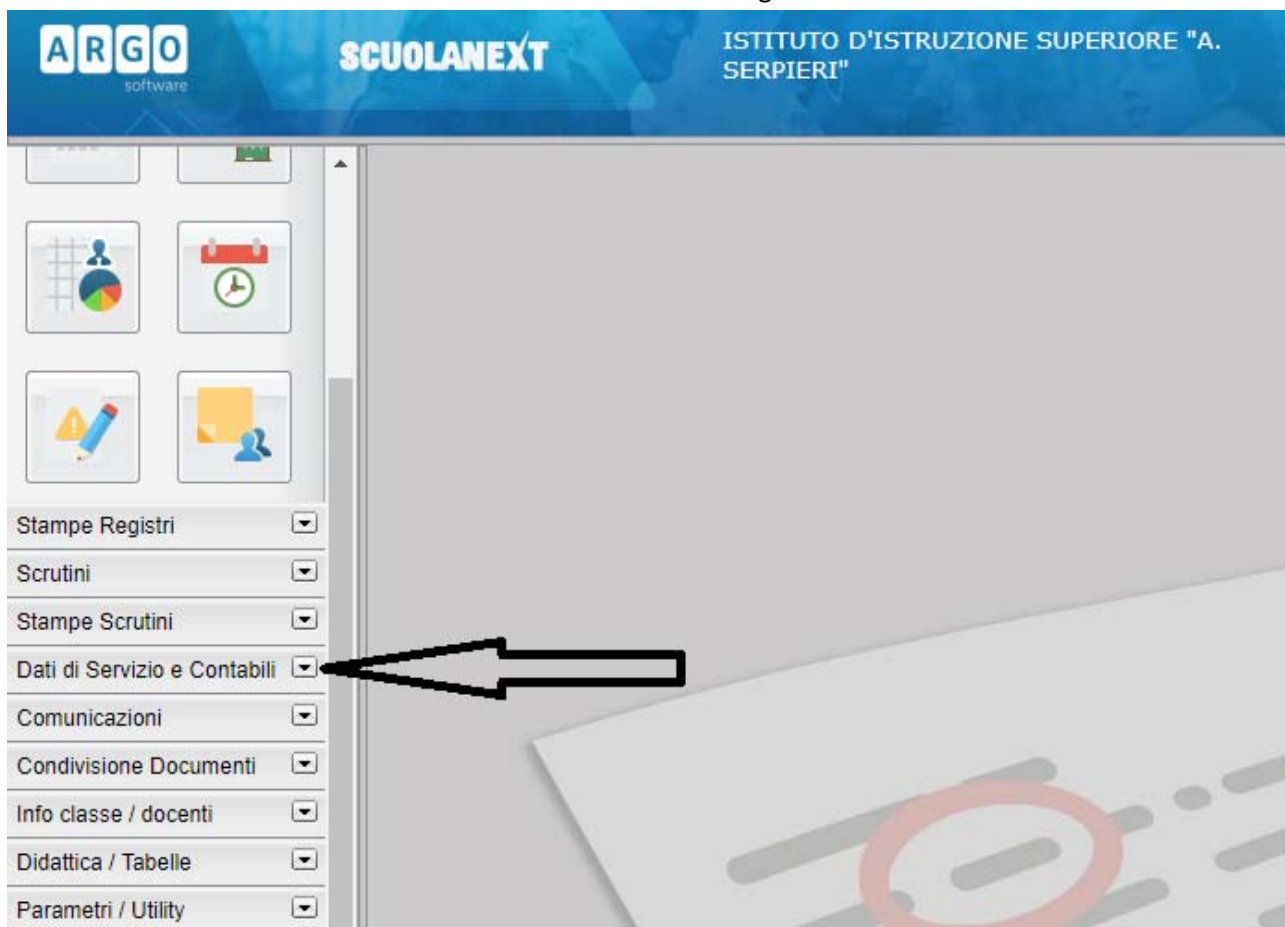 ARGO
software
SCUOLANEXT
ISTITUTO D'ISTRUZIONE SUPERIORE "A.
SERPIERI"
Stampe Registri
Scrutini
Stampe Scrutini
Dati di Servizio e Contabili
Comunicazioni
Condivisione Documenti
Info classe / docenti
Didattica / Tabelle
Parametri / Utility